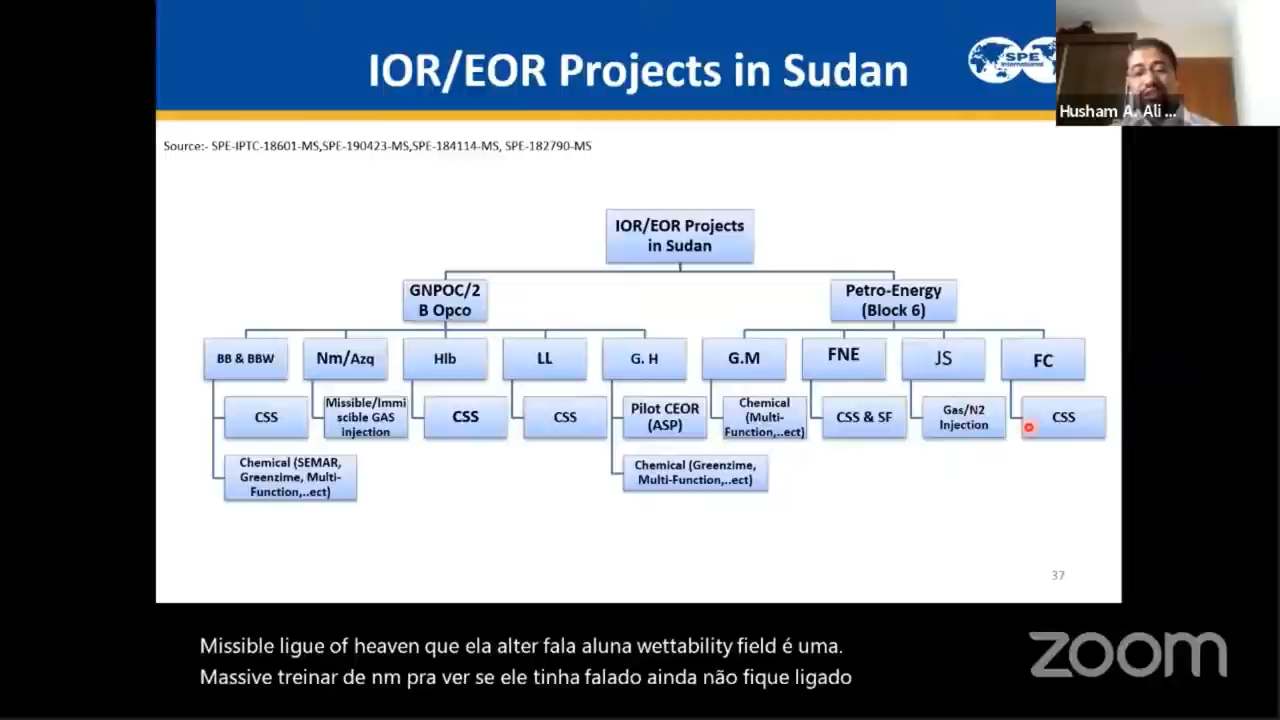 IOR/EOR Projects in Sudan
SPE
International
Husham A. Ali ...
Source:- SPE-IPTC-18601-MS,SPE-190423-MS,SPE-184114-MS, SPE-182790-MS
IOR/EOR Projects
in Sudan
GNPOC/2
B Opco
Petro-Energy
(Block 6)
BB & BBW
Nm/Azq
Hlb
LL
G. H
G.M
FNE
JS
FC
CSS
Missible/Immi
scible GAS
injection
CSS
CSS
Pilot CEOR
(ASP)
Chemical
(Multi-
Function,..ect)
CSS & SF
Gas/N2
Injection
CSS
Chemical (SEMAR,
Greenzime, Multi-
Function,..ect)
Chemical (Greenzime,
Multi-Function,..ect)
37
Missible ligue of heaven que ela alter fala aluna wettability field é uma.
Massive treinar de nm pra ver se ele tinha falado ainda não fique ligado
zoom